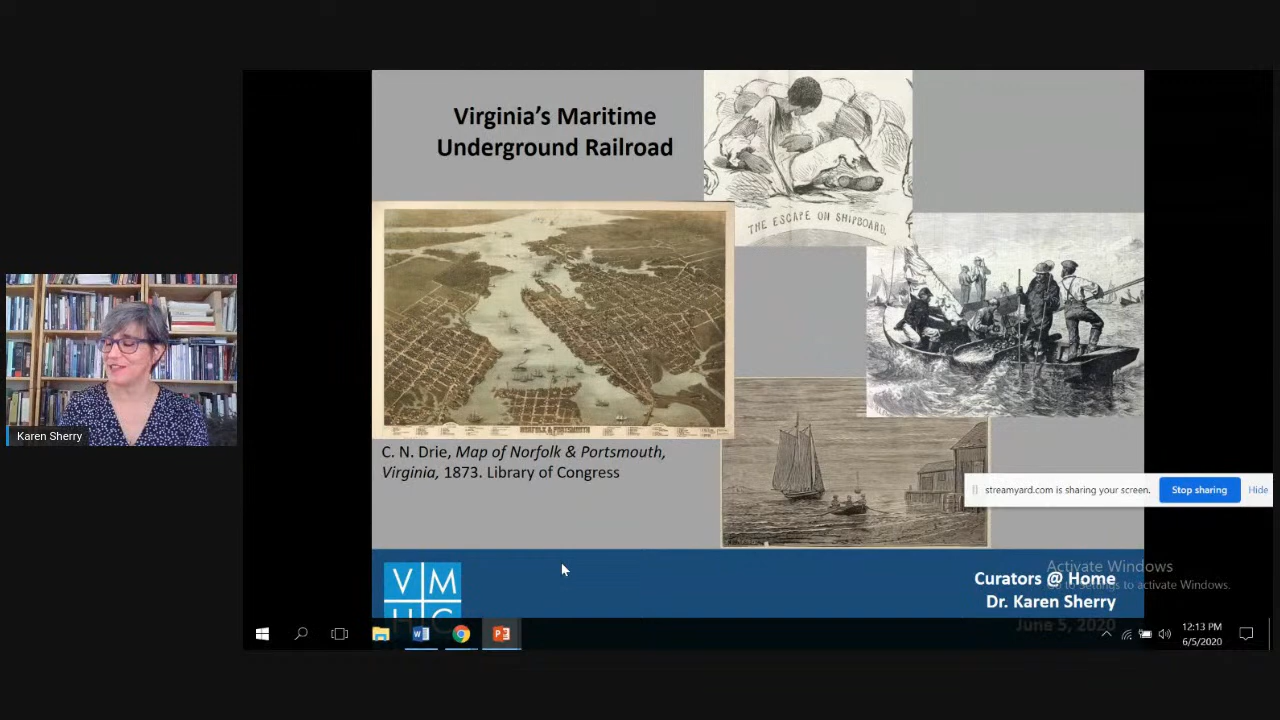 Virginia's Maritime
Underground Railroad
THE ESCAPE ON SHIPBOARD.
C. N. Drie, Map of Norfolk & Portsmouth,
Virginia, 1873. Library of Congress
Karen Sherry
streamyard.com is sharing your screen.
Stop sharing
Hide
Activate Windows
Go to Settings to activate Windows.
Curators @ Home
Dr. Karen Sherry
June 5, 2020
V M
H C
12:13 PM
6/5/2020